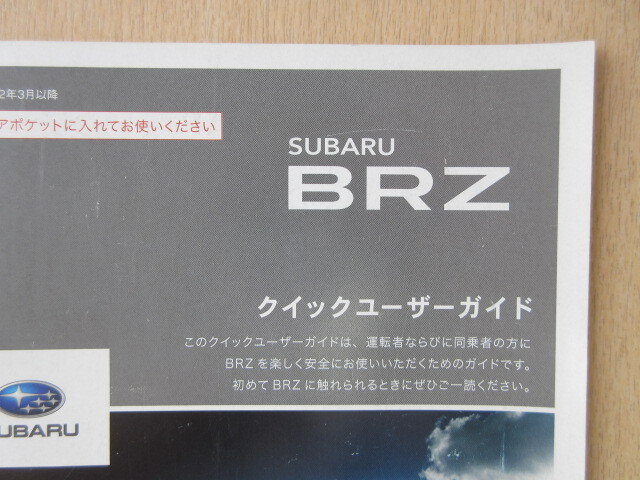 2年3月以降
アポケットに入れてお使いください
SUBARU
BRZ
クイックユーザーガイド
このクイックユーザーガイドは、運転者ならびに同乗者の方に
BRZを楽しく安全にお使いいただくためのガイドです。
初めてBRZに触れられるときにぜひご一読ください。
SUBARU